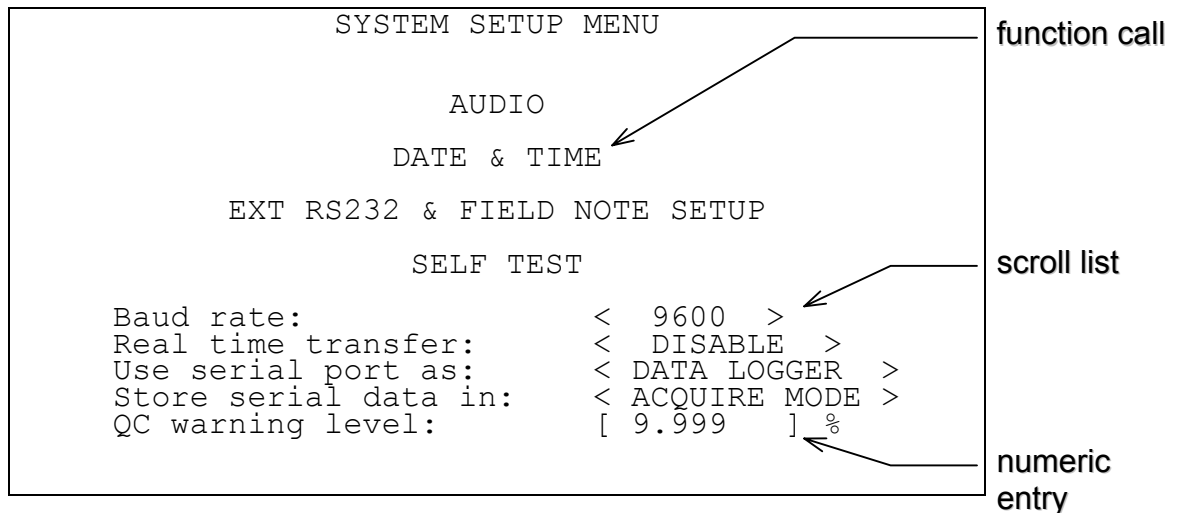 SYSTEM SETUP MENU
function call
AUDIO
DATE & TIME
EXT RS232 & FIELD NOTE SETUP
SELF TEST
scroll list
Baud rate: < 9600 >
Real time transfer: < DISABLE >
Use serial port as: < DATA LOGGER >
Store serial data in: < ACQUIRE MODE >
QC warning level: [ 9.999 ] %
numeric
entry